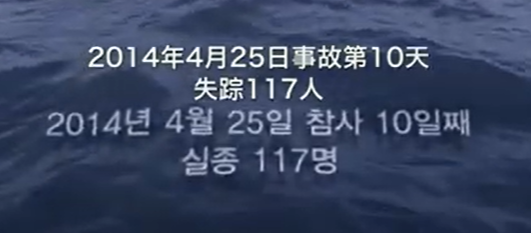 2014年4月25日事故第10天
失踪117人
2014년 4월 25일 참사 10일째
실종 117명